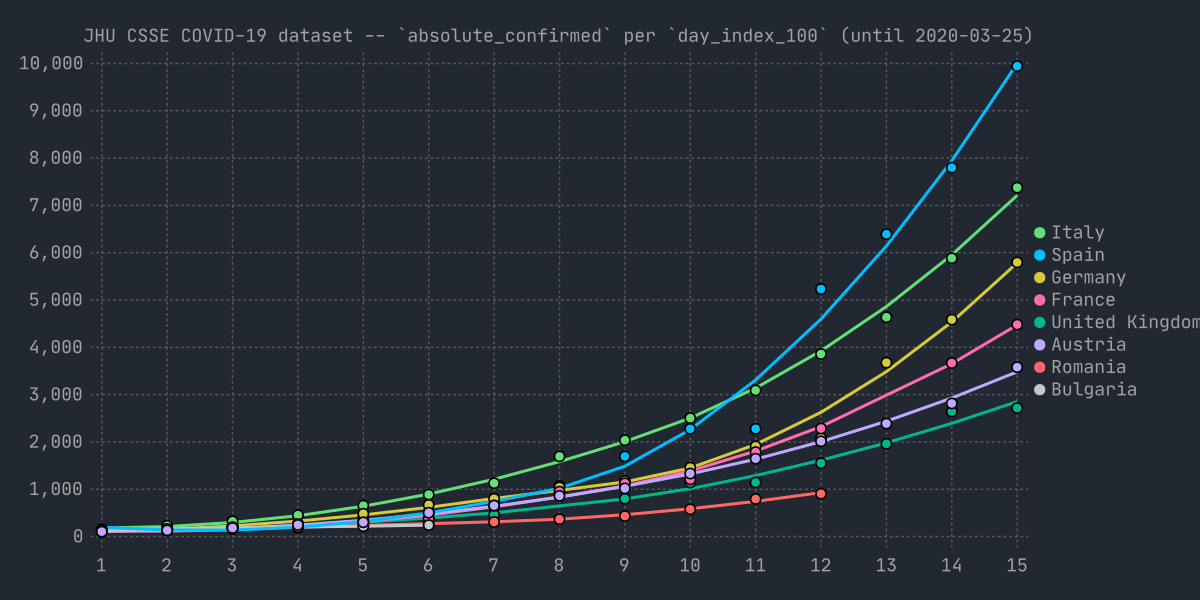 JHU CSSE COVID-19 dataset -- `absolute_confirmed` per `day_index_100` (until 2020-03-25)
10,000
9,000
8,000
7,000
6,000
5,000
4,000
3,000
2,000
1,000
0
1 2 3 4 5 6 7 8 9 10 11 12 13 14 15
Italy
Spain
Germany
France
United Kingdom
Austria
Romania
Bulgaria